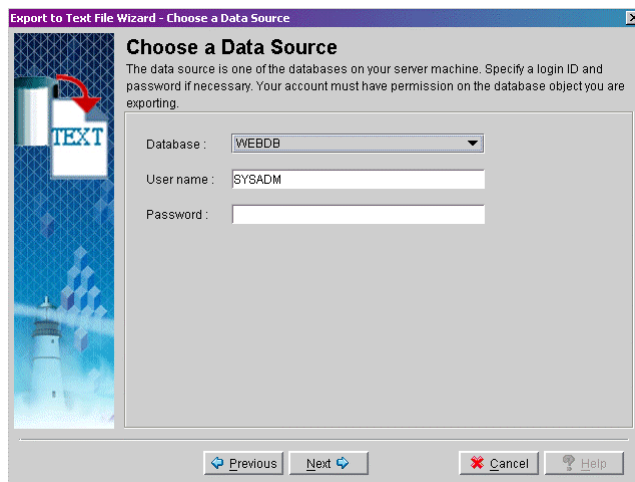 Export to Text File Wizard - Choose a Data Source
Choose a Data Source
The data source is one of the databases on your server machine. Specify a login ID and
password if necessary. Your account must have permission on the database object you are
exporting.
TEXT
Database :
WEBDB
User name :
SYSADM
Password :
Previous
Next
Cancel
Help